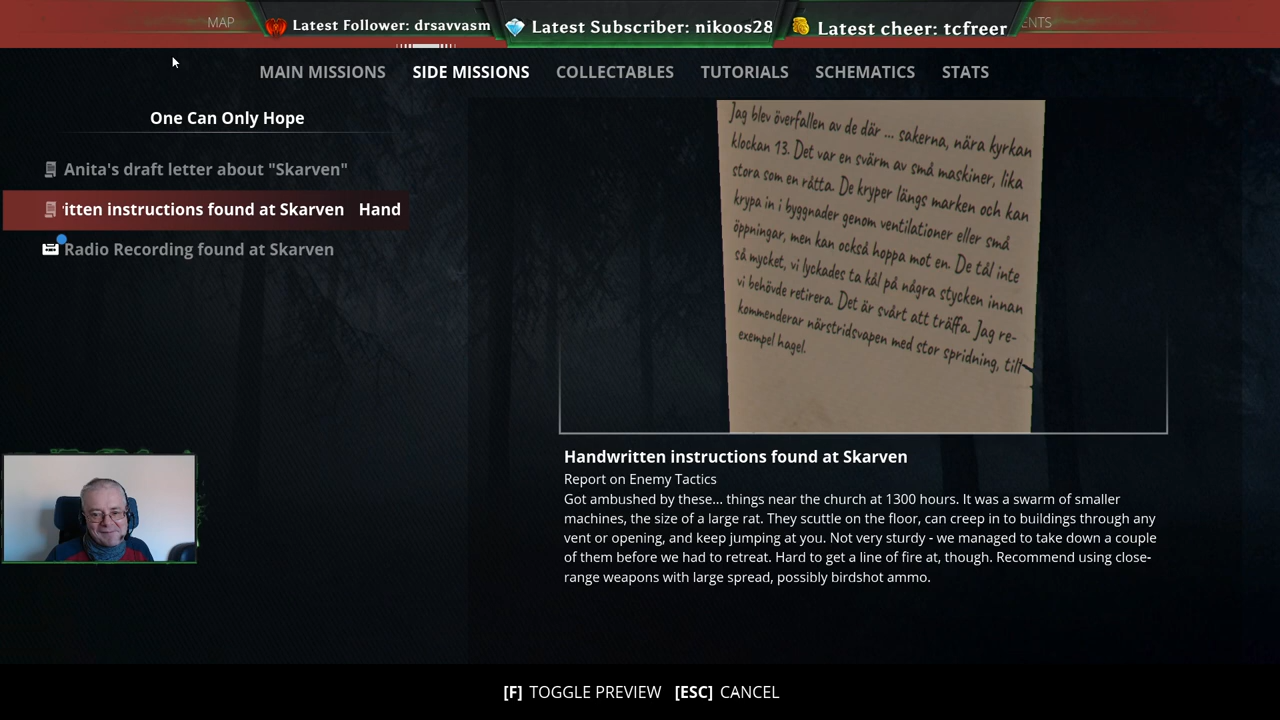 MAP
Latest Follower: drsavvasm
Latest Subscriber: nikoos28
Latest cheer: tcfreer
ENTS
MAIN MISSIONS
SIDE MISSIONS
COLLECTABLES
TUTORIALS
SCHEMATICS
STATS
One Can Only Hope
Anita's draft letter about "Skarven"
itten instructions found at Skarven Hand
Radio Recording found at Skarven
Jag blev överfallen av de där ... sakerna, nära kyrkan
klockan 13. Det var en svärm av små maskiner, lika
stora som en råtta. De kryper längs marken och kan
krypa in i byggnader genom ventilationer eller små
öppningar, men kan också hoppa mot en. De tål inte
så mycket, vi lyckades ta kål på några stycken innan
vi behövde retirera. Det är svårt att träffa. Jag re-
kommenderar närstridsvapen med stor spridning, till
exempel hagel.
Handwritten instructions found at Skarven
Report on Enemy Tactics
Got ambushed by these... things near the church at 1300 hours. It was a swarm of smaller
machines, the size of a large rat. They scuttle on the floor, can creep in to buildings through any
vent or opening, and keep jumping at you. Not very sturdy - we managed to take down a couple
of them before we had to retreat. Hard to get a line of fire at, though. Recommend using close-
range weapons with large spread, possibly birdshot ammo.
[F] TOGGLE PREVIEW [ESC] CANCEL